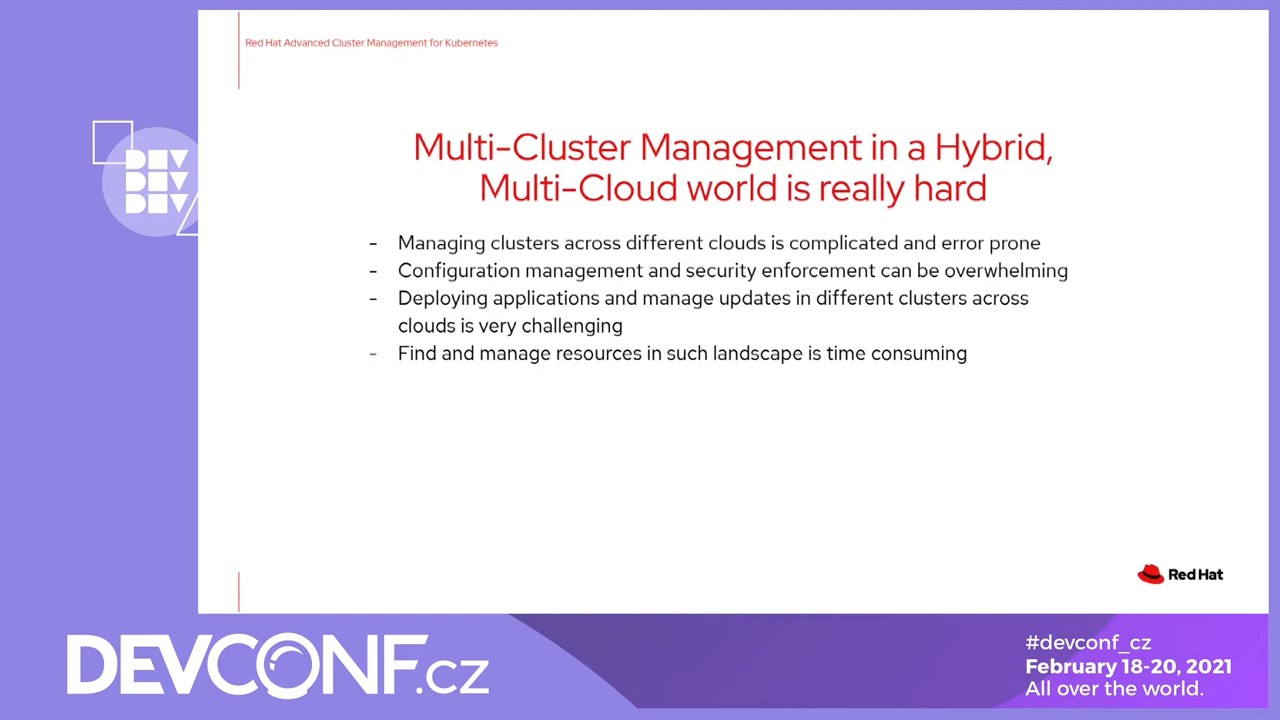 Red Hat Advanced Cluster Management for Kubernetes
Multi-Cluster Management in a Hybrid,
Multi-Cloud world is really hard
- Managing clusters across different clouds is complicated and error prone
- Configuration management and security enforcement can be overwhelming
- Deploying applications and manage updates in different clusters across
clouds is very challenging
- Find and manage resources in such landscape is time consuming
DEV
DEV
DEV
Red Hat
DEVCONF.cz
#devconf_cz
February 18-20, 2021
All over the world.